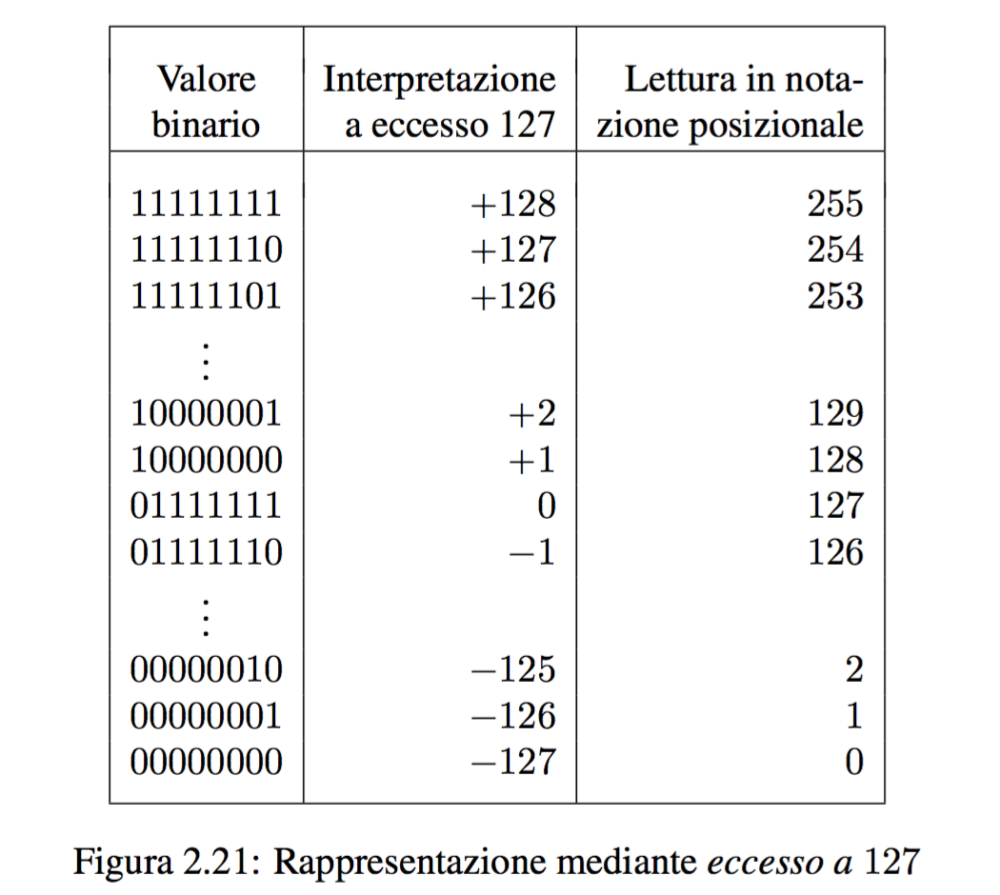 Valore Interpretazione Lettura in nota-
binario a eccesso 127 zione posizionale
11111111 +128 255
11111110 +127 254
11111101 +126 253
⋮
10000001 +2 129
10000000 +1 128
01111111 0 127
01111110 −1 126
⋮
00000010 −125 2
00000001 −126 1
00000000 −127 0
Figura 2.21: Rappresentazione mediante eccesso a 127